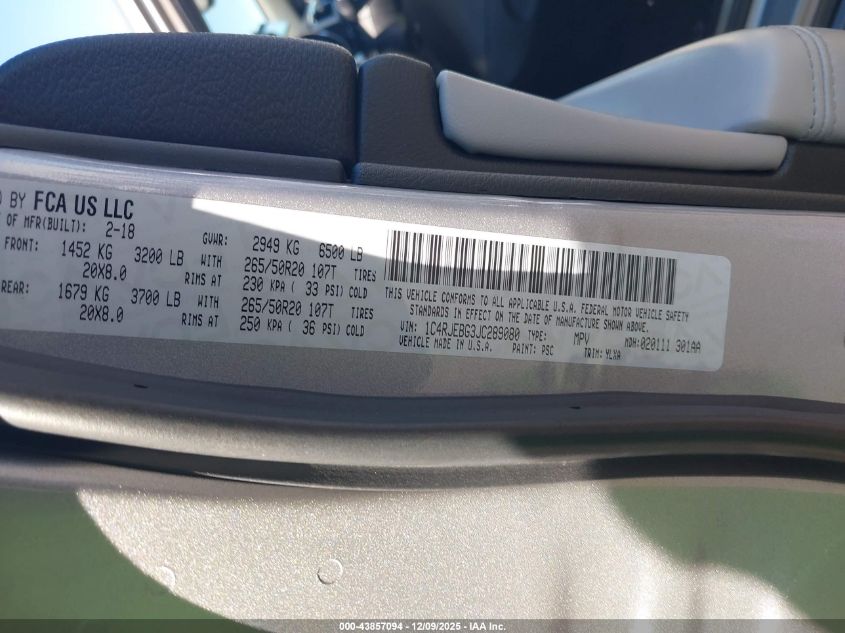 BY FCA US LLC
OF MFR(BUILT): 2-18 GVWR: 2949 KG 6500 LB
FRONT: 1452 KG 3200 LB WITH 265/50R20 107T TIRES
20X8.0 RIMS AT 230 KPA ( 33 PSI) COLD
REAR: 1679 KG 3700 LB WITH 265/50R20 107T TIRES
20X8.0 RIMS AT 250 KPA ( 36 PSI) COLD
THIS VEHICLE CONFORMS TO ALL APPLICABLE U.S.A. FEDERAL MOTOR VEHICLE SAFETY
STANDARDS IN EFFECT ON THE DATE OF MANUFACTURE SHOWN ABOVE.
VIN: 1C4RJEBG3JC289080 TYPE: MPV MDH: 020111 301AA
VEHICLE MADE IN U.S.A. PAINT: PSC TRIM: YLXA
000-43857094 - 12/09/2025 - IAA Inc.